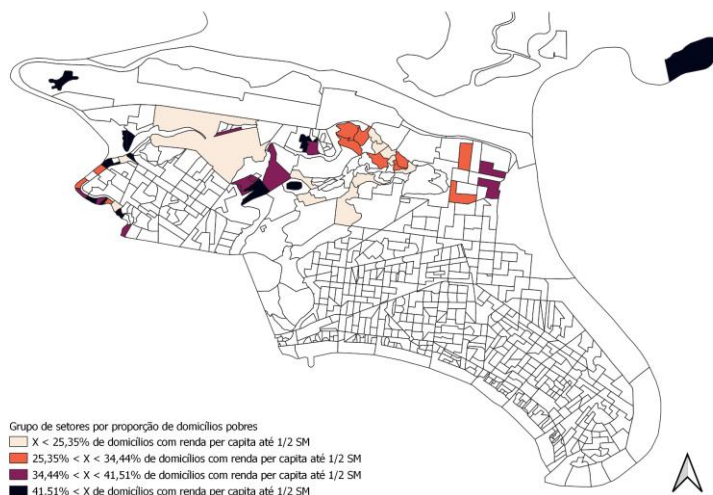 Grupo de setores por proporção de domicílios pobres
X < 25,35% de domicílios com renda per capita até 1/2 SM
25,35% < X < 34,44% de domicílios com renda per capita até 1/2 SM
34,44% < X < 41,51% de domicílios com renda per capita até 1/2 SM
41,51% < X de domicílios com renda per capita até 1/2 SM